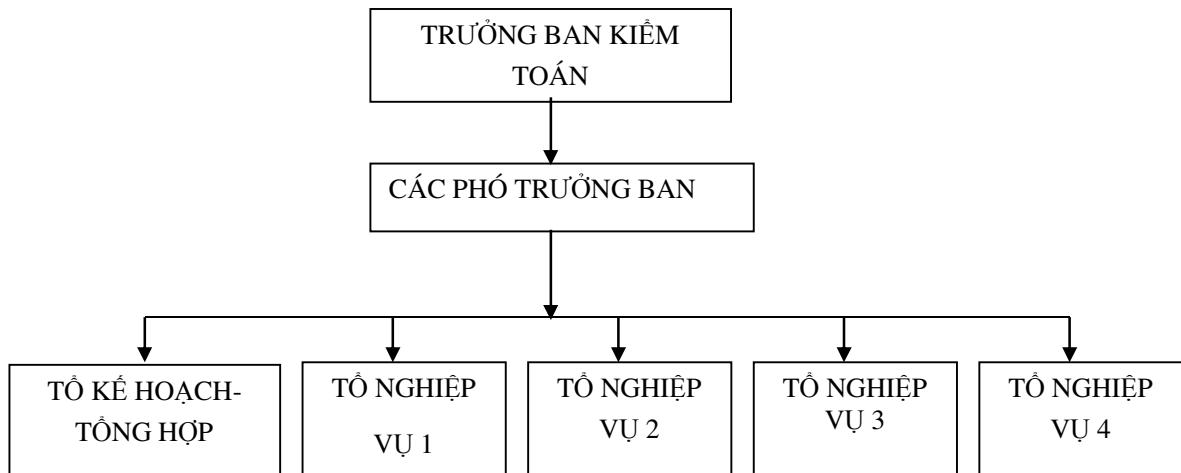 TRƯỞNG BAN KIỂM
TOÁN
CÁC PHÓ TRƯỞNG BAN
TỔ KẾ HOẠCH-
TỔNG HỢP
TỔ NGHIỆP
VỤ 1
TỔ NGHIỆP
VỤ 2
TỔ NGHIỆP
VỤ 3
TỔ NGHIỆP
VỤ 4